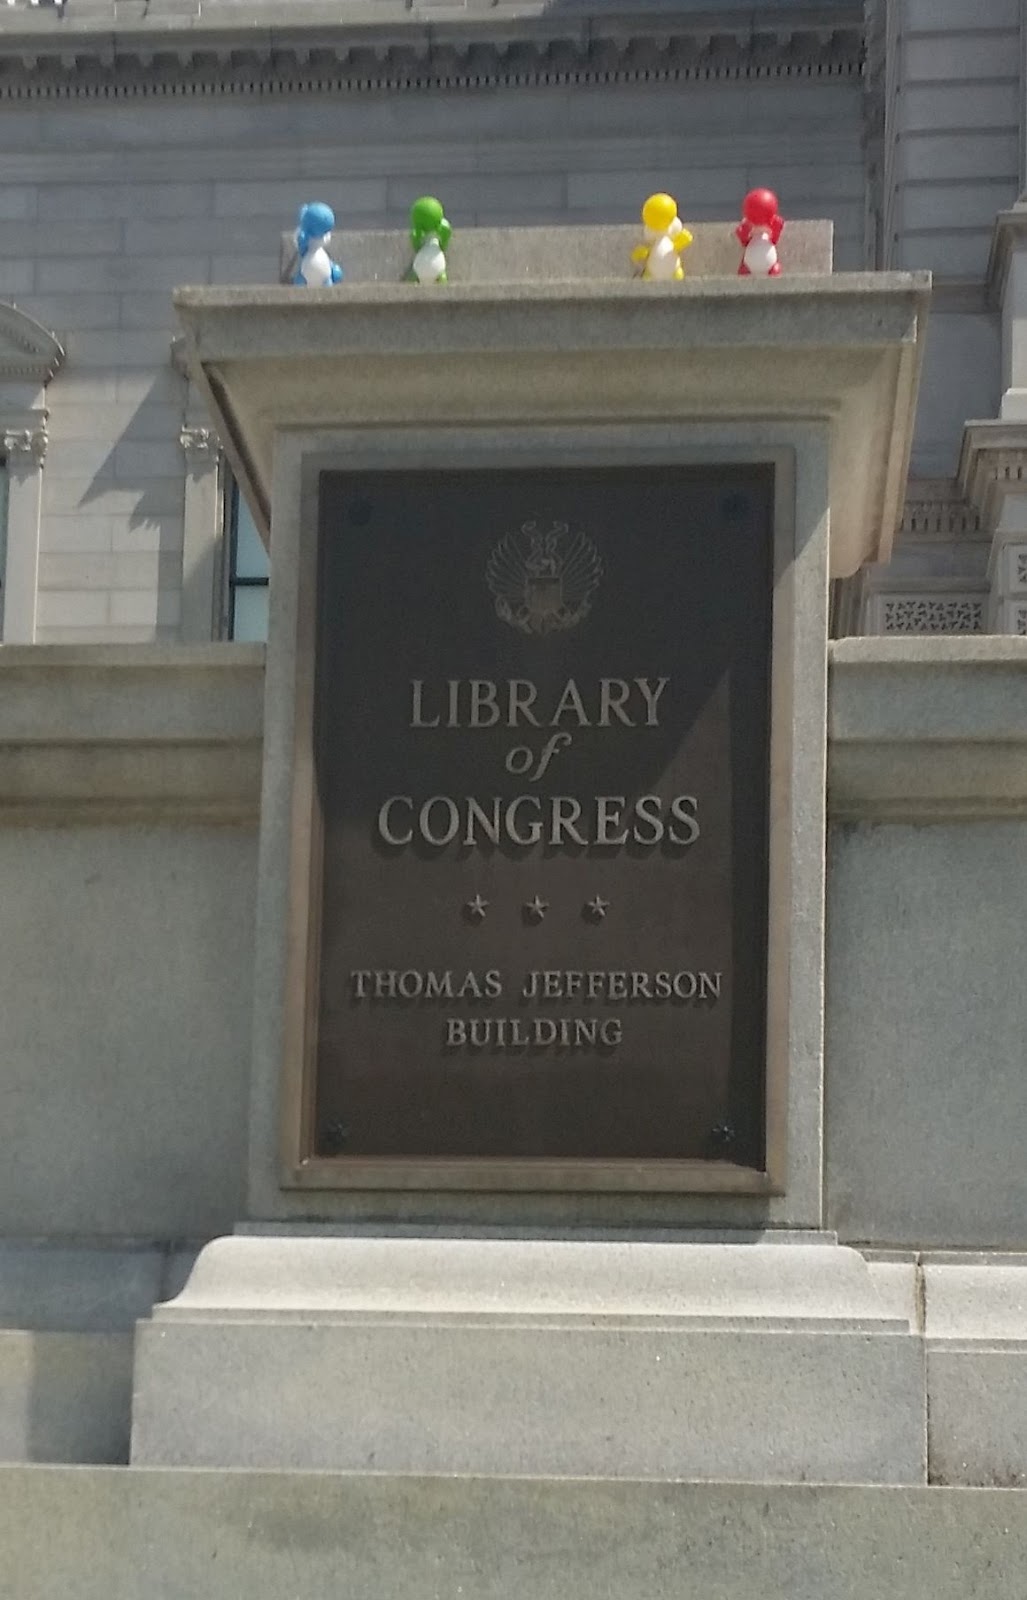 LIBRARY
of
CONGRESS
★ ★ ★
THOMAS JEFFERSON
BUILDING